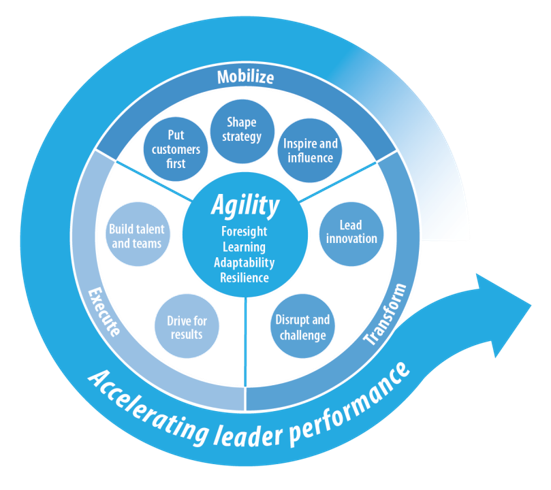 Mobilize
Put
customers
first
Shape
strategy
Inspire and
influence
Agility
Foresight
Learning
Adaptability
Resilience
Build talent
and teams
Lead
innovation
Drive for
results
Disrupt and
challenge
Execute
Transform
Accelerating leader performance